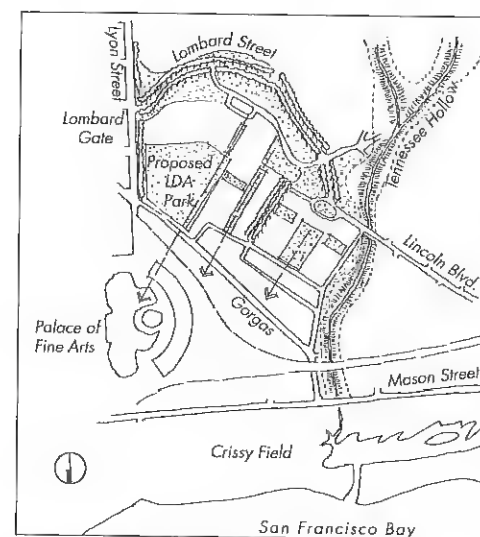 Lyon Street
Lombard Street
Lombard
Gate
Tennessee Hollow
Proposed
LDA
Park
Lincoln Blvd
Gorgas
Palace of
Fine Arts
Mason Street
Crissy Field
San Francisco Bay